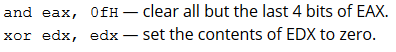 and eax, 0fH — clear all but the last 4 bits of EAX.
xor edx, edx — set the contents of EDX to zero.